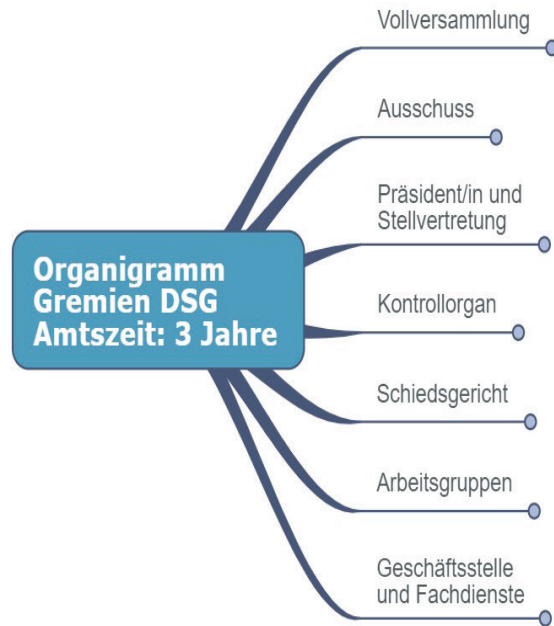 Organigramm
Gremien DSG
Amtszeit: 3 Jahre
Vollversammlung
Ausschuss
Präsident/in und
Stellvertretung
Kontrollorgan
Schiedsgericht
Arbeitsgruppen
Geschäftsstelle
und Fachdienste